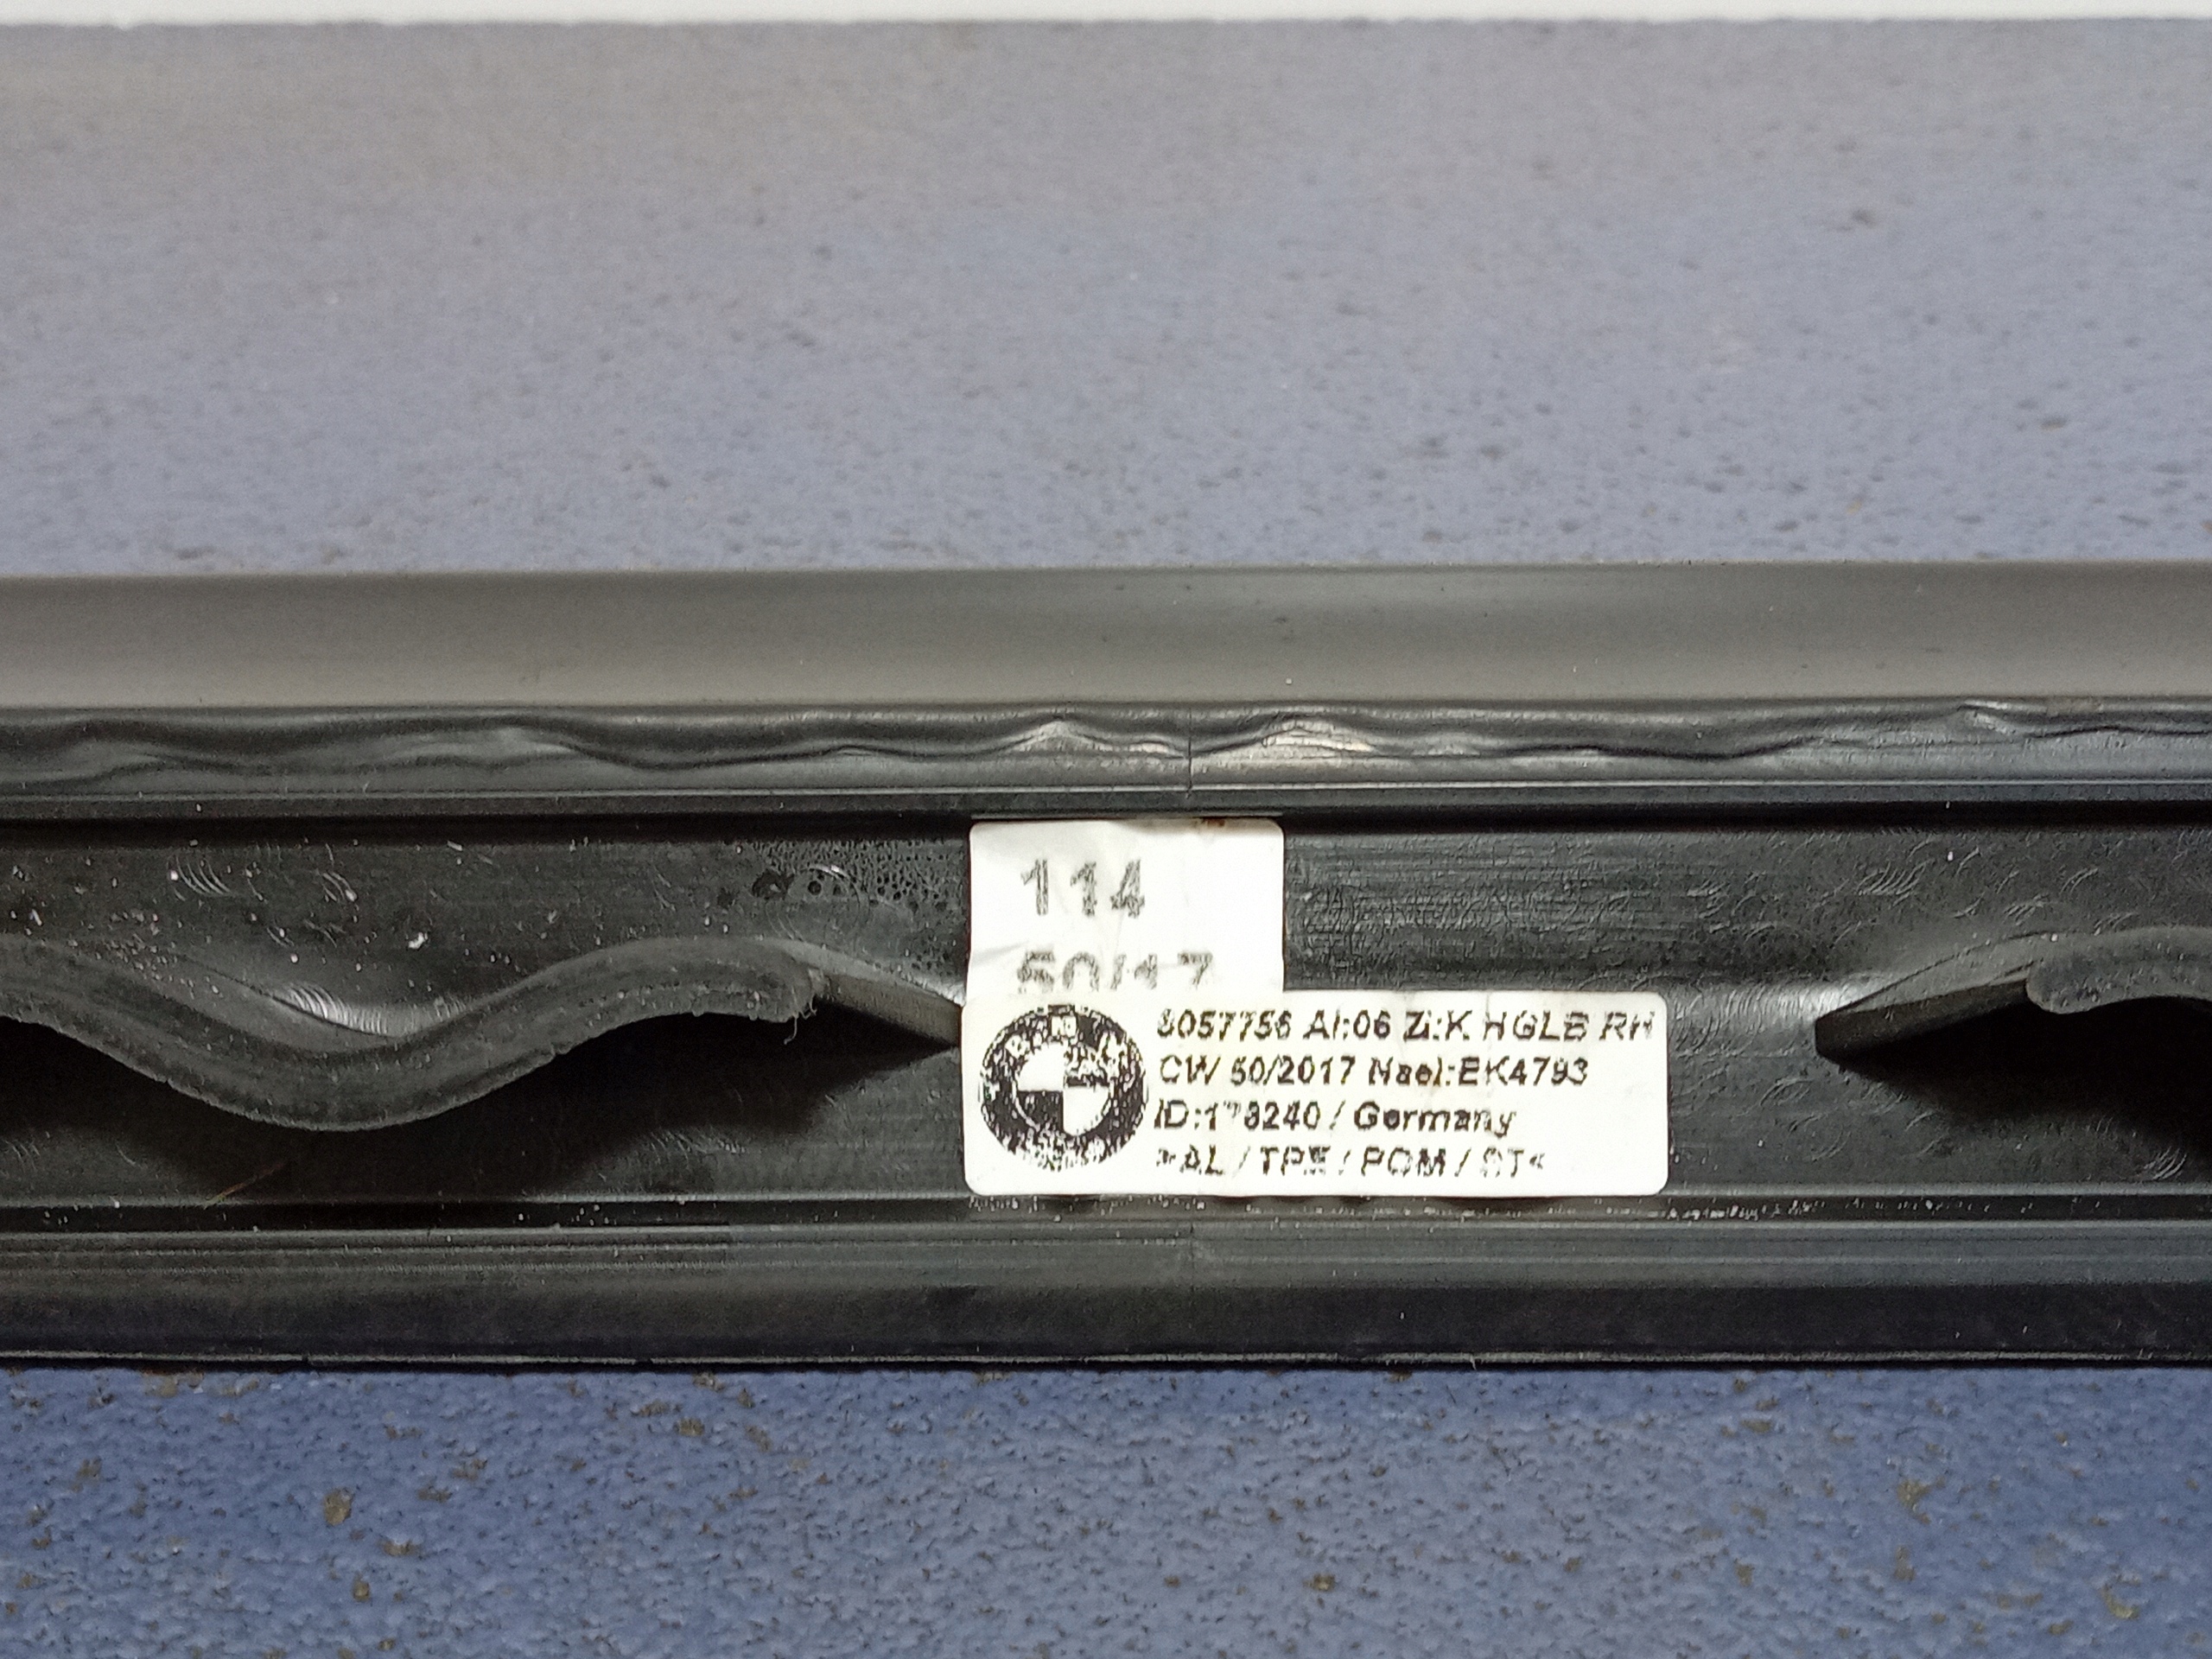 114
50/17
8057756 AI:06 ZI:K HGLB RH
CW 50/2017 Nael:EK4793
/ Germany
>AL / TPE / POM / ST<